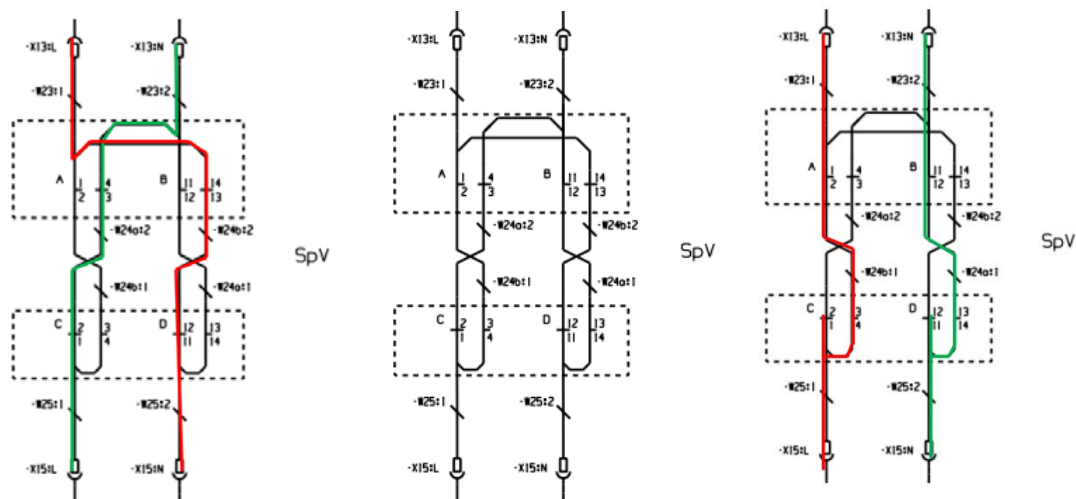 -X13:L -X13:N
-W23:1 -W23:2
A 1 4 B 11 14
2 3 12 13
-W24a:2 -W24b:2
SpV
-W24b:1 -W24a:1
C 2 3 D 12 13
1 4 11 14
-W25:1 -W25:2
-X15:L -X15:N
-X13:L -X13:N
-W23:1 -W23:2
A 1 4 B 11 14
2 3 12 13
-W24a:2 -W24b:2
SpV
-W24b:1 -W24a:1
C 2 3 D 12 13
1 4 11 14
-W25:1 -W25:2
-X15:L -X15:N
-X13:L -X13:N
-W23:1 -W23:2
A 1 4 B 11 14
2 3 12 13
-W24a:2 -W24b:2
SpV
-W24b:1 -W24a:1
C 2 3 D 12 13
1 4 11 14
-W25:1 -W25:2
-X15:L -X15:N